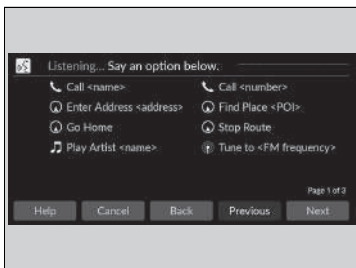 Listening... Say an option below.
Call <name> Call <number>
Enter Address <address> Find Place <POI>
Go Home Stop Route
Play Artist <name> Tune to <FM frequency>
Page 1 of 3
Help Cancel Back Previous Next